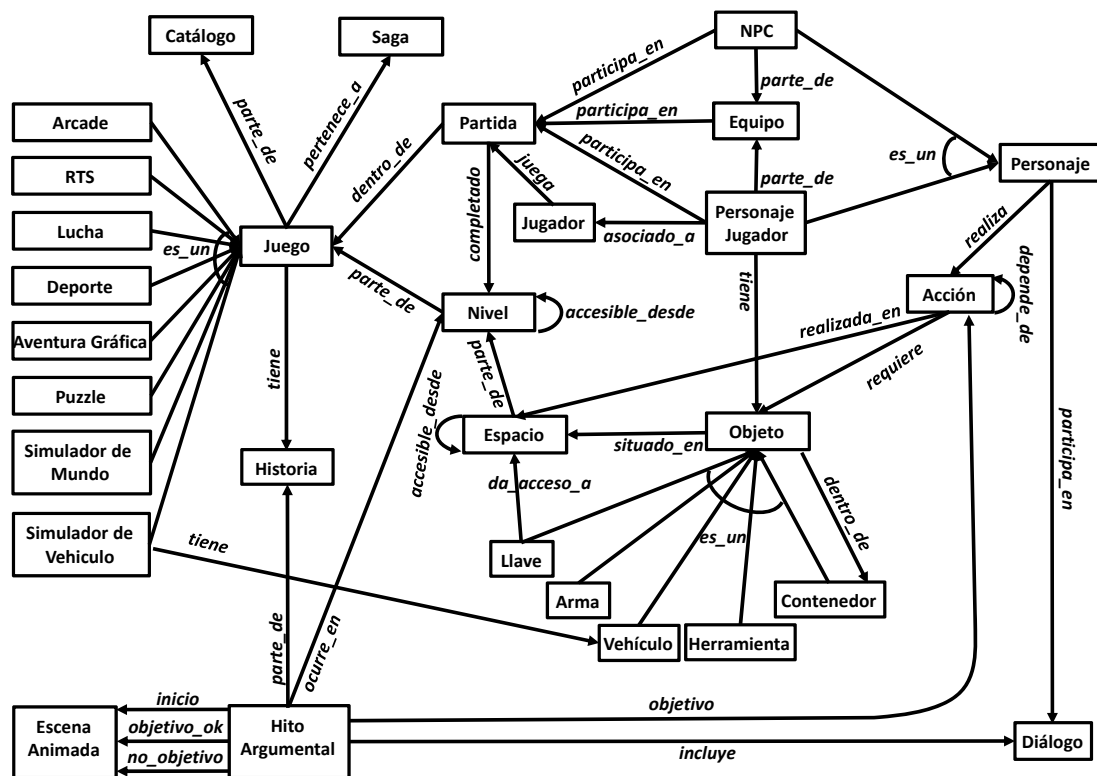 Catálogo
Saga
NPC
parte_de
pertenece_a
participa_en
parte_de
Arcade
Partida
participa_en
Equipo
RTS
dentro_de
juega
participa_en
parte_de
es_un
Personaje
Lucha
es_un
Juego
completado
Jugador
asociado_a
Personaje
Jugador
realiza
Deporte
parte_de
Nivel
accesible_desde
tiene
Acción
depende_de
Aventura Gráfica
realizada_en
requiere
Puzzle
tiene
parte_de
accesible_desde
Espacio
situado_en
Objeto
Simulador de
Mundo
Historia
da_acceso_a
dentro_de
participa_en
Simulador de
Vehiculo
tiene
es_un
Llave
Arma
Contenedor
Vehículo
Herramienta
parte_de
ocurre_en
inicio
objetivo
Escena
Animada
objetivo_ok
Hito
Argumental
no_objetivo
incluye
Diálogo